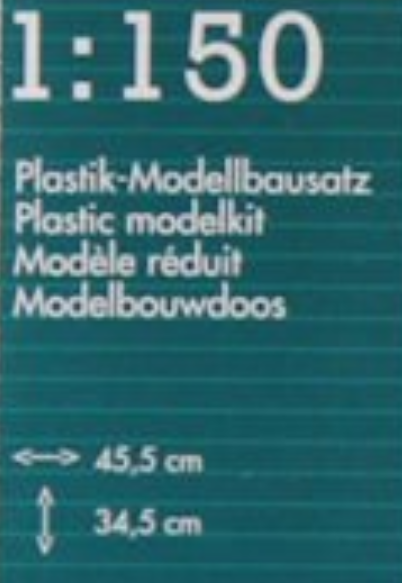 1:150
Plastik-Modellbausatz
Plastic modelkit
Modèle réduit
Modelbouwdoos
45,5 cm
34,5 cm